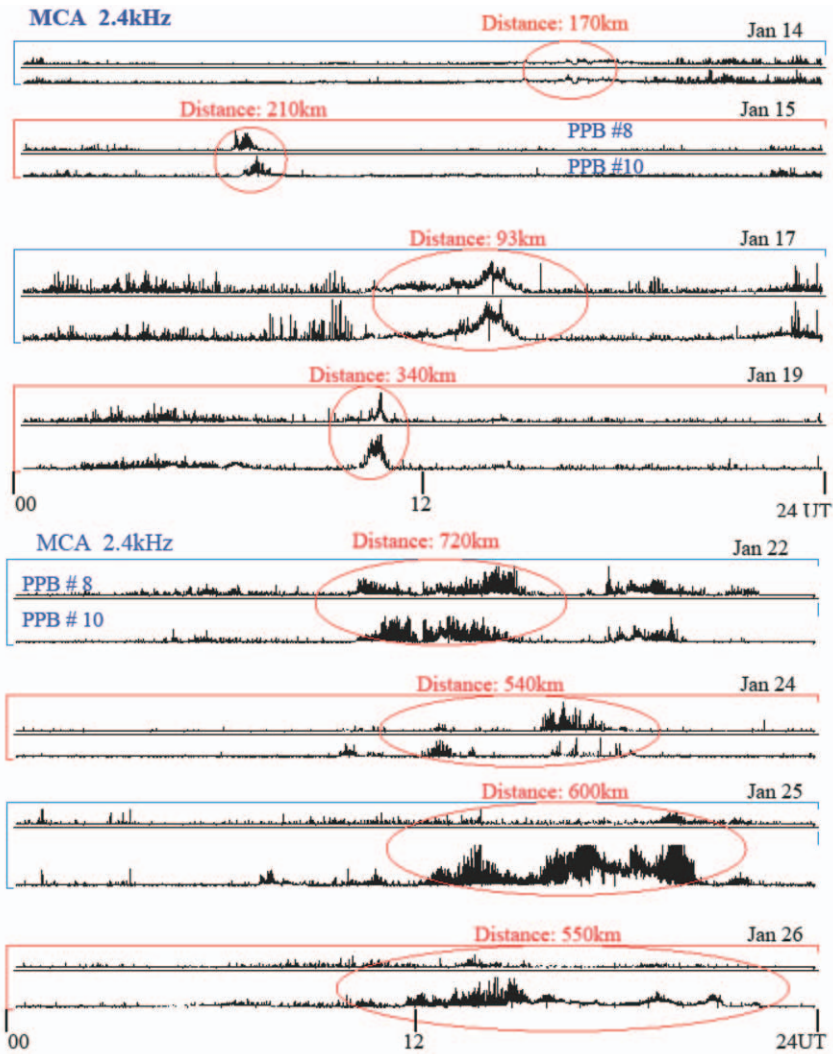 MCA 2.4kHz
Distance: 170km
Jan 14
Distance: 210km
Jan 15
PPB #8
PPB #10
Distance: 93km
Jan 17
Distance: 340km
Jan 19
00 12 24 UT
MCA 2.4kHz
Distance: 720km
Jan 22
PPB # 8
PPB # 10
Distance: 540km
Jan 24
Distance: 600km
Jan 25
Distance: 550km
Jan 26
00 12 24UT